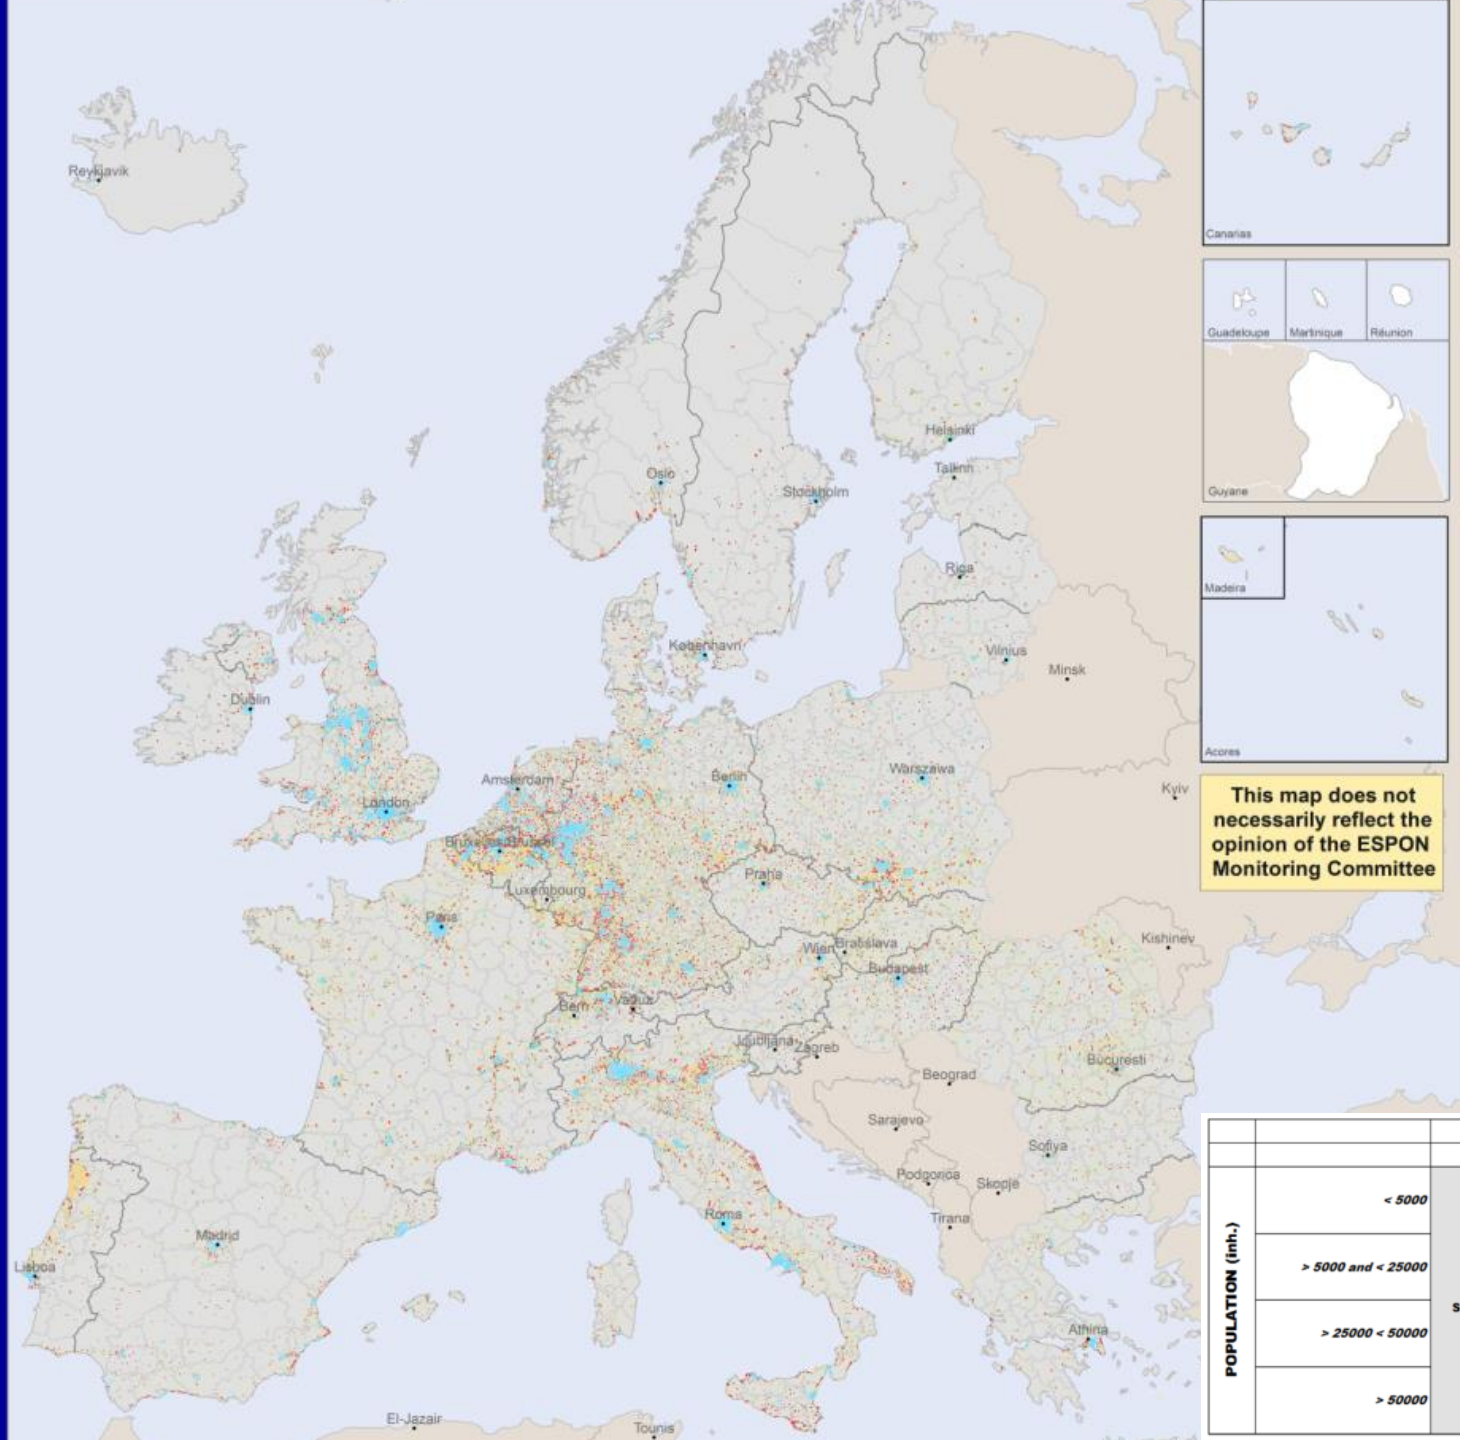 Reykjavik
Canarias
Guadeloupe
Martinique
Réunion
Guyane
Helsinki
Tallinn
Oslo
Stockholm
Riga
Madeira
København
Vilnius
Minsk
Dublin
Acores
Amsterdam
Berlin
Warszawa
Kyiv
London
This map does not
necessarily reflect the
opinion of the ESPON
Monitoring Committee
Praha
Luxembourg
Paris
Wien
Bratislava
Kishinev
Budapest
Bern
Vaduz
Ljubljana
Zagreb
Bucuresti
Beograd
Sarajevo
Sofiya
Podgorica
Skopje
Roma
Tirana
Madrid
Lisboa
Athina
El-Jazair
Tounis
POPULATION (inh.)
< 5000
> 5000 and < 25000
> 25000 < 50000
> 50000
s